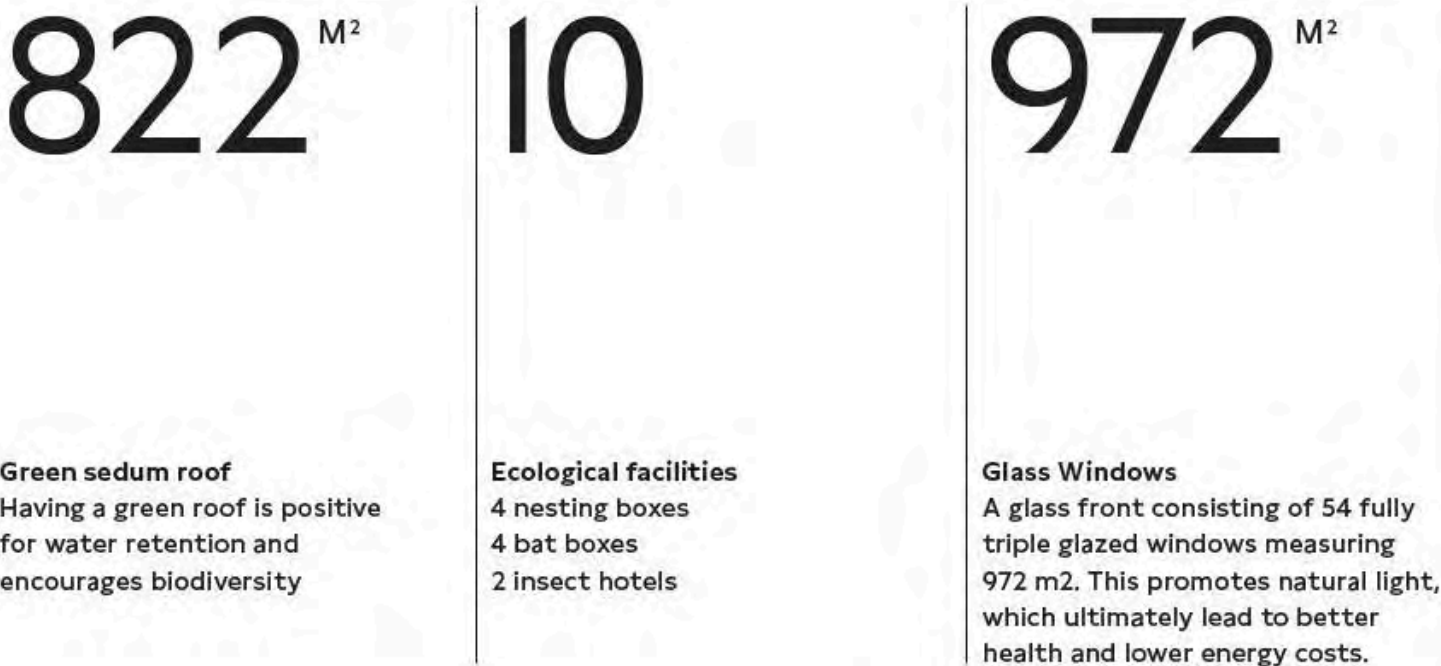 822 M²
Green sedum roof
Having a green roof is positive
for water retention and
encourages biodiversity
10
Ecological facilities
4 nesting boxes
4 bat boxes
2 insect hotels
972 M²
Glass Windows
A glass front consisting of 54 fully
triple glazed windows measuring
972 m2. This promotes natural light,
which ultimately lead to better
health and lower energy costs.